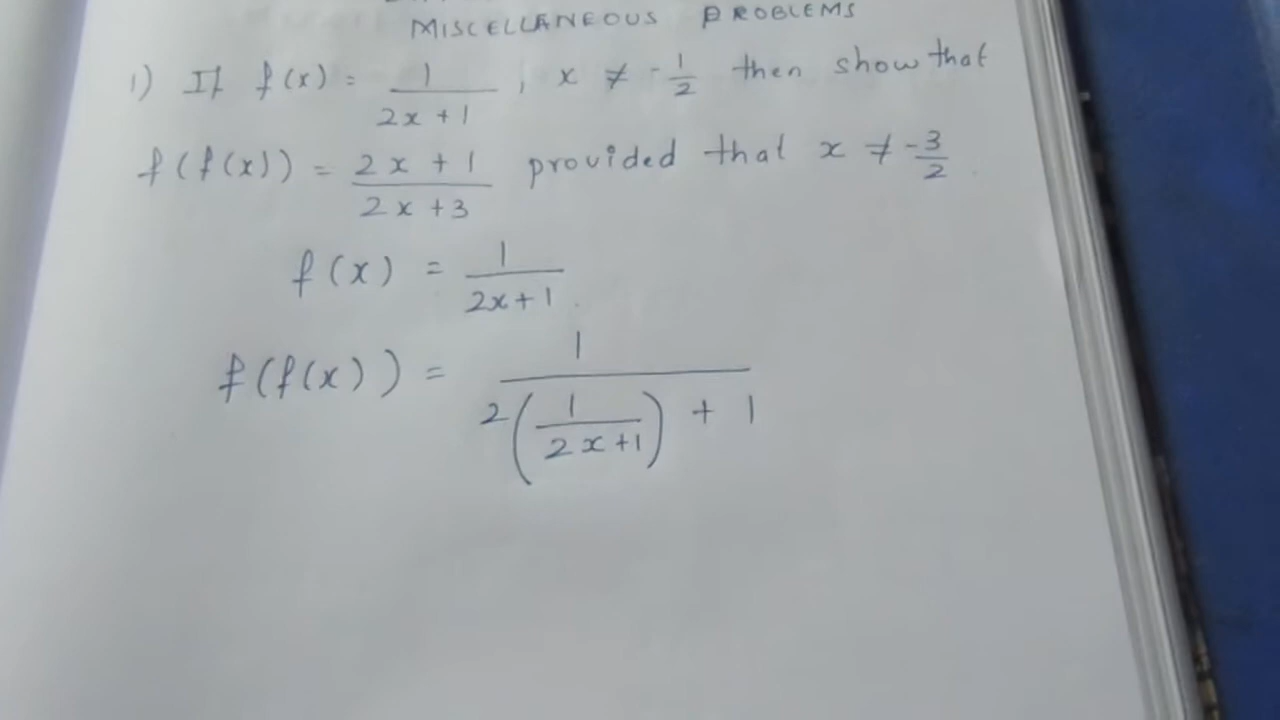 MISCELLANEOUS PROBLEMS
1) If f(x) = 1/(2x + 1), x ≠ -1/2 then show that
f(f(x)) = (2x + 1)/(2x + 3) provided that x ≠ -3/2
f(x) = 1/(2x + 1)
f(f(x)) = 1/(2(1/(2x + 1)) + 1)